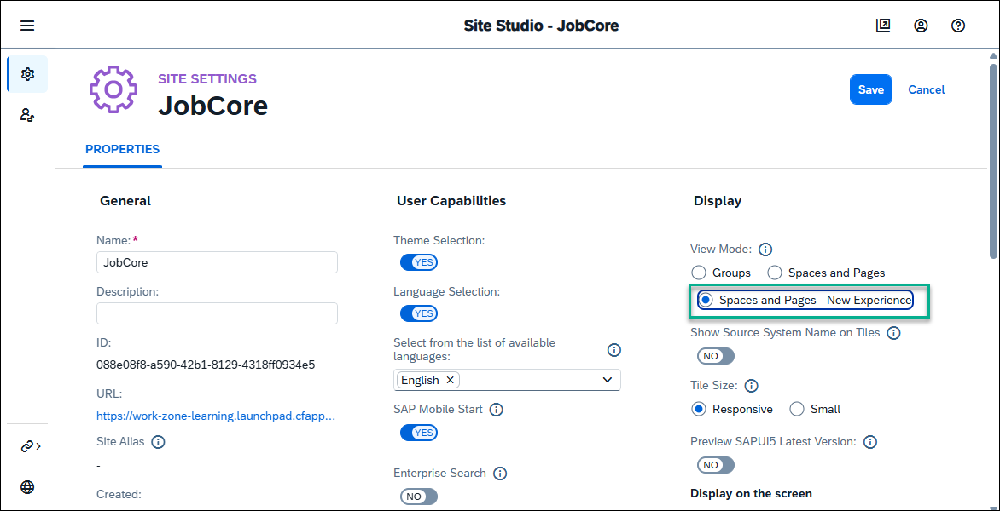 Site Studio - JobCore
SITE SETTINGS
JobCore
Save
Cancel
PROPERTIES
General
Name:*
JobCore
Description:
ID:
088e08f8-a590-42b1-8129-4318ff0934e5
URL:
https://work-zone-learning.launchpad.cfapp...
Site Alias
-
Created:
User Capabilities
Theme Selection:
YES
Language Selection:
YES
Select from the list of available
languages:
English
SAP Mobile Start
YES
Enterprise Search
NO
Display
View Mode:
Groups Spaces and Pages
Spaces and Pages - New Experience
Show Source System Name on Tiles
NO
Tile Size:
Responsive Small
Preview SAPUI5 Latest Version:
NO
Display on the screen